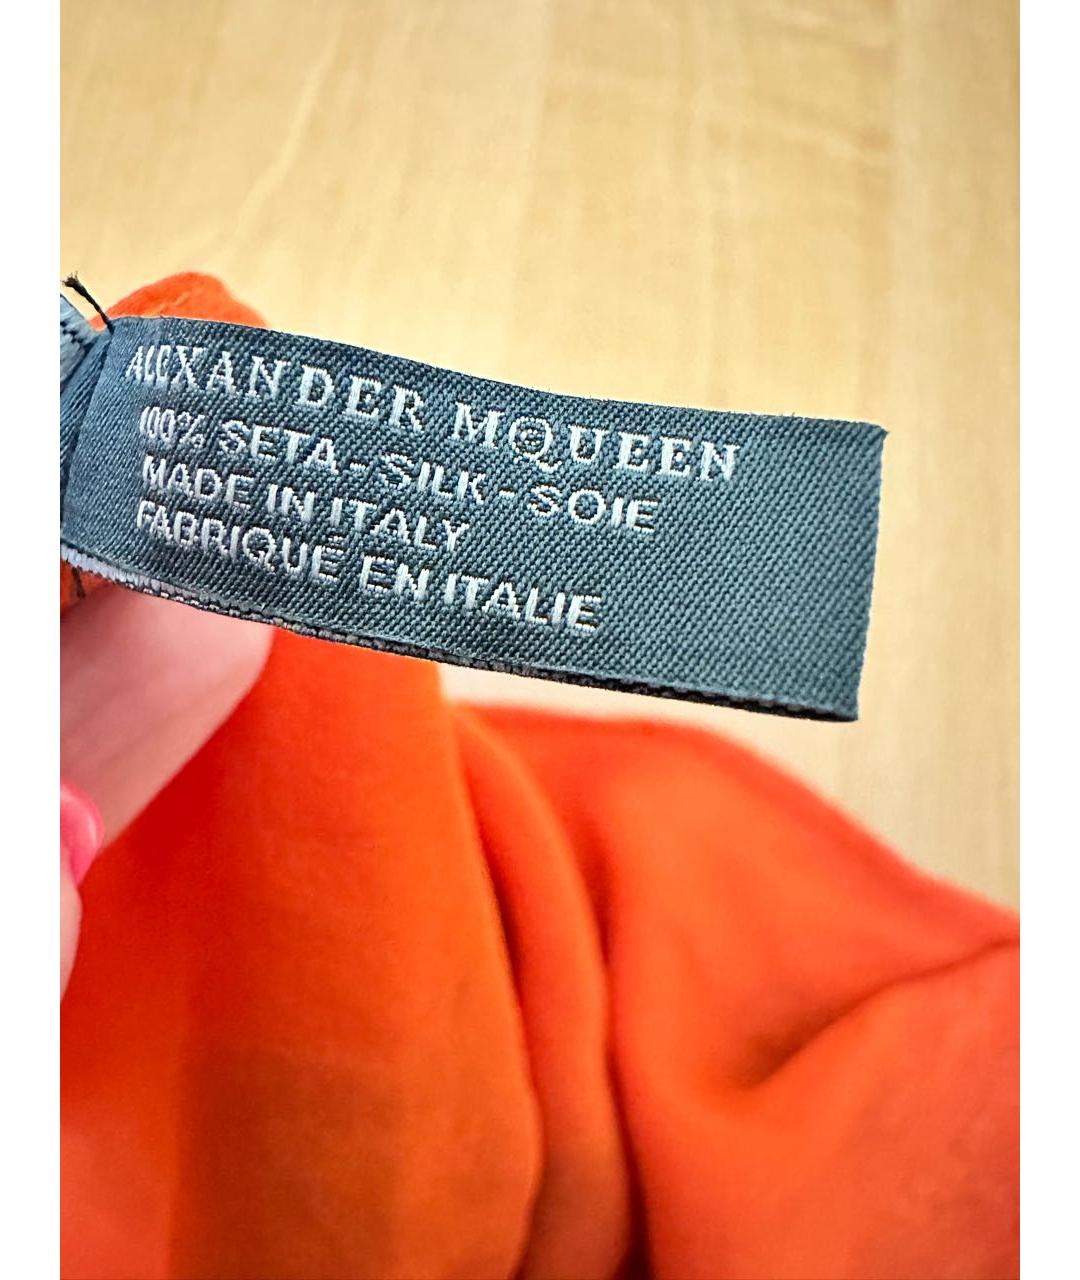 ALEXANDER MQUEEN
100% SETA - SILK - SOIE
MADE IN ITALY
FABRIQUÉ EN ITALIE